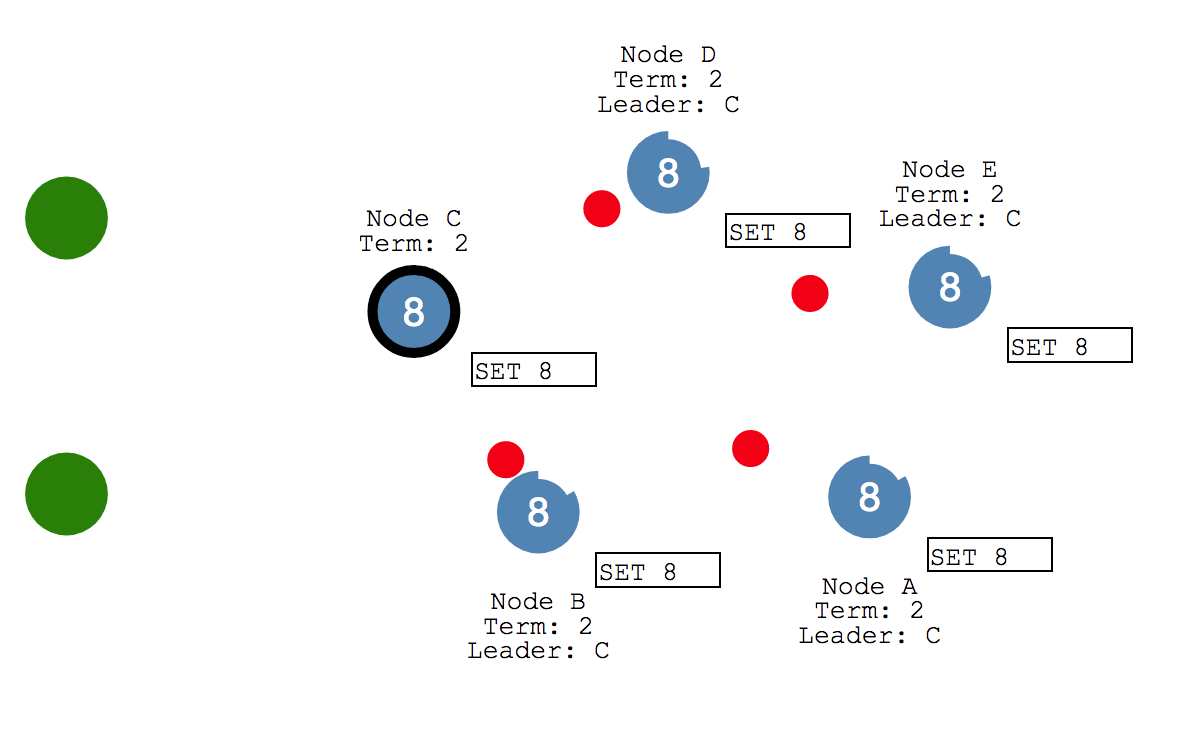 Node D
Term: 2
Leader: C
8
SET 8
Node E
Term: 2
Leader: C
8
SET 8
Node C
Term: 2
8
SET 8
8
SET 8
Node B
Term: 2
Leader: C
8
SET 8
Node A
Term: 2
Leader: C